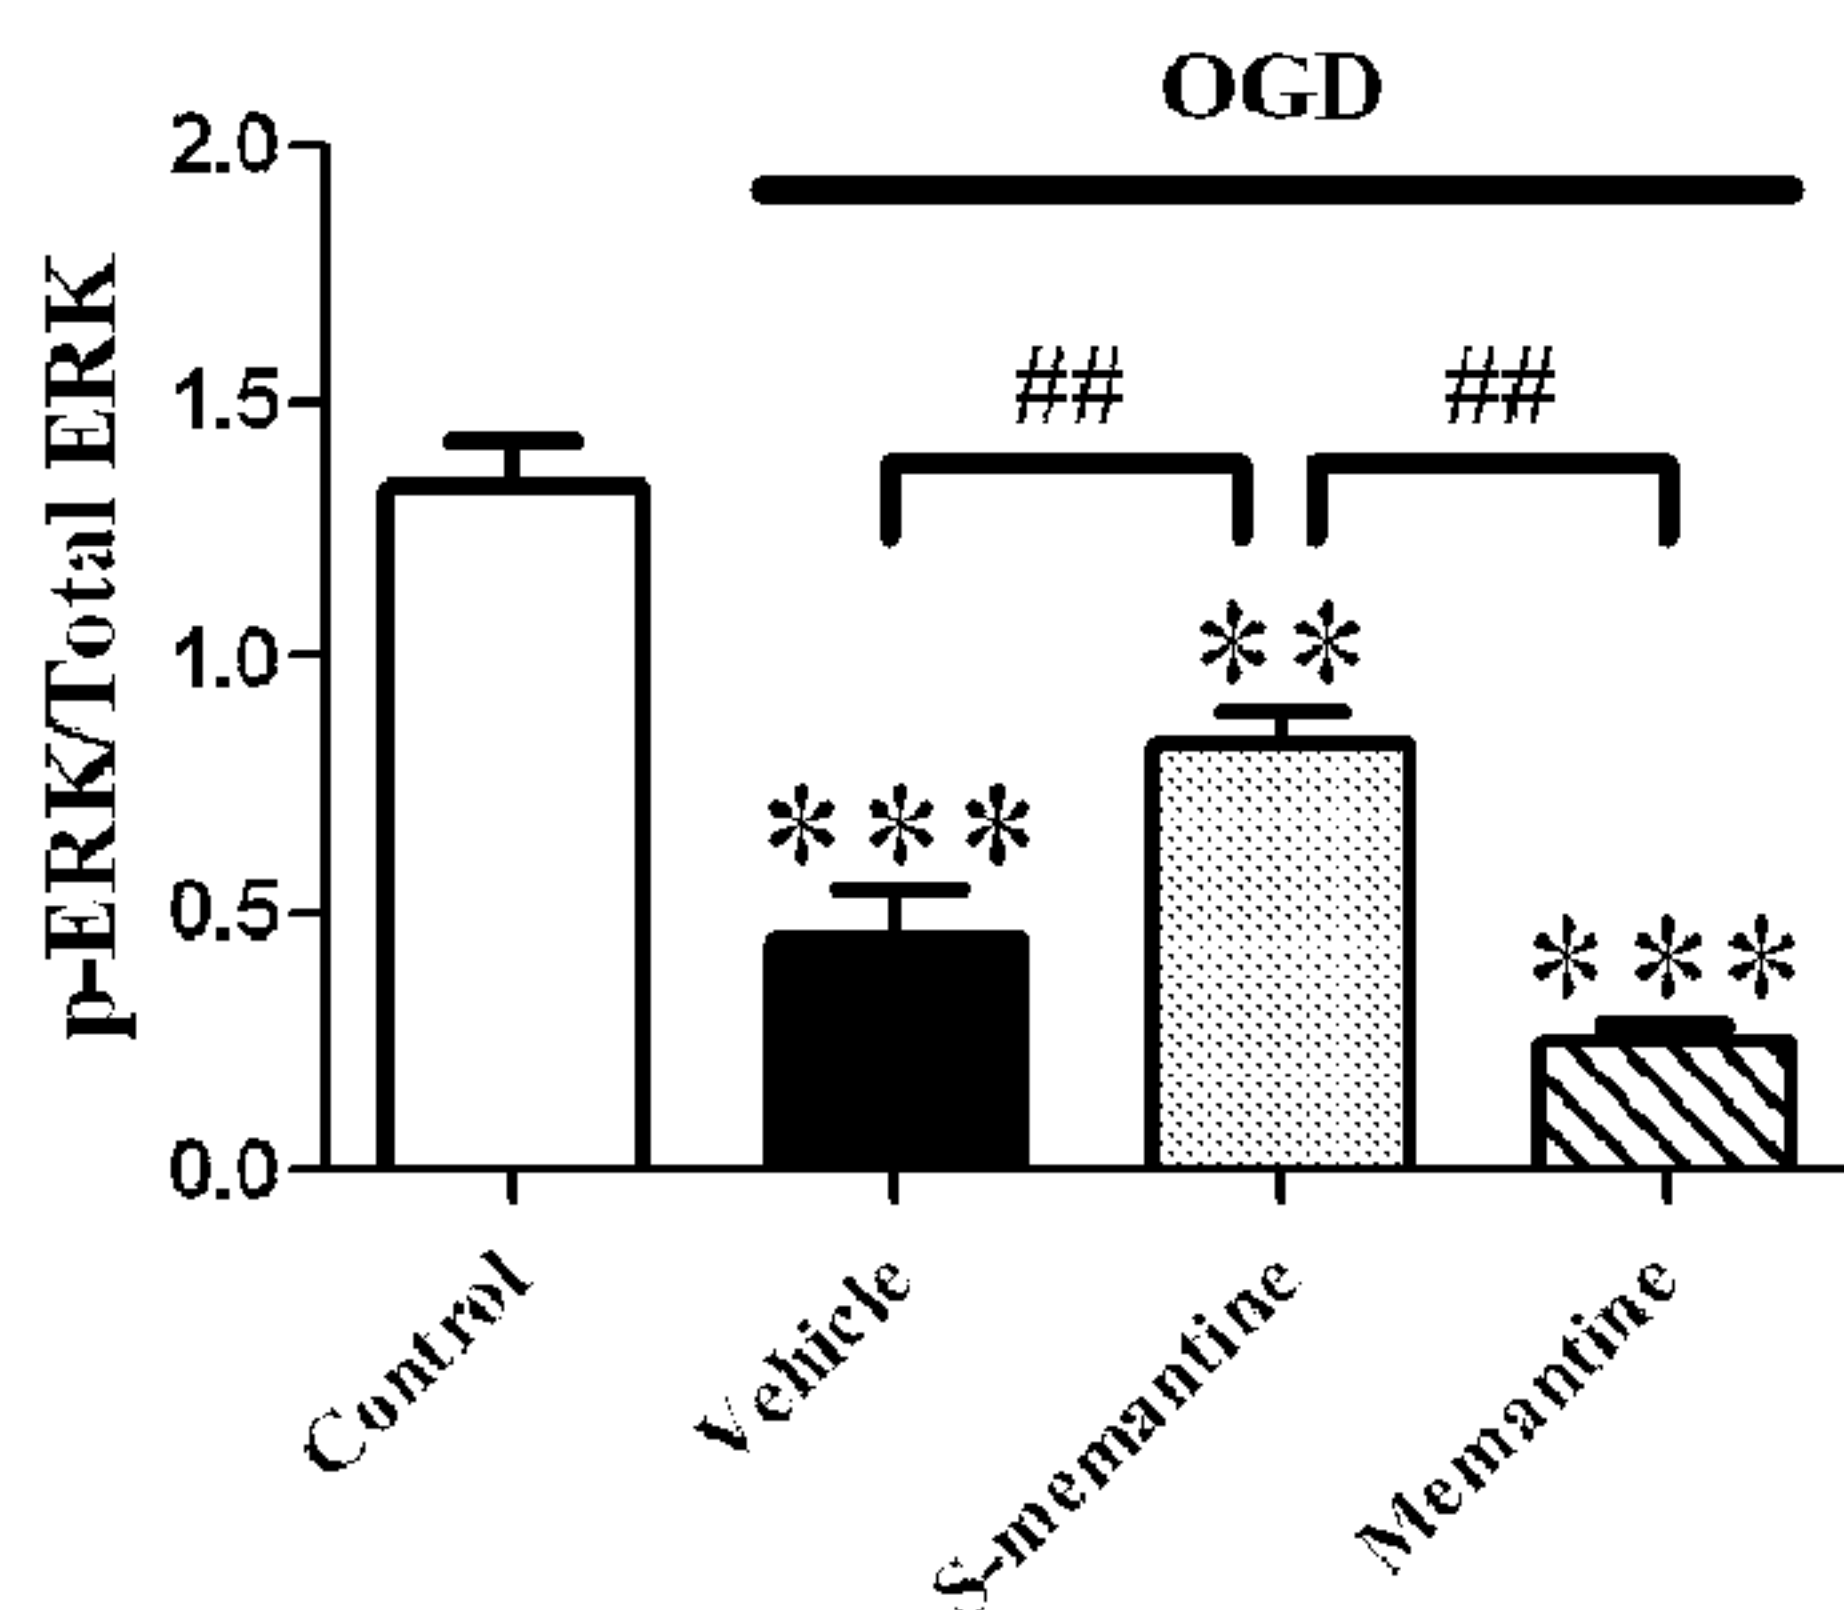 OGD
p-ERK/Total ERK
2.0
1.5
1.0
0.5
0.0
##
##
**
***
***
Control
Vehicle
S-memantine
Memantine